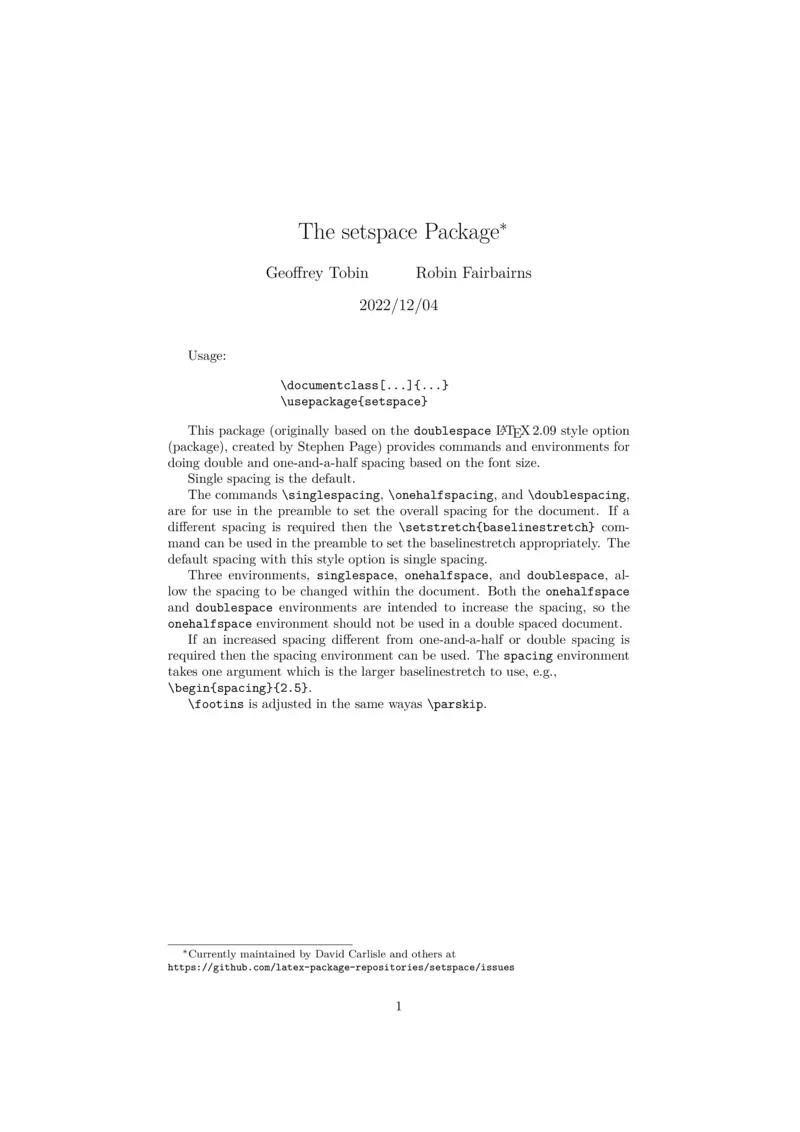 The setspace Package*
Geoffrey Tobin Robin Fairbairns
2022/12/04
Usage:
\documentclass[...]{...}
\usepackage{setspace}
This package (originally based on the doublespace LATEX 2.09 style option
(package), created by Stephen Page) provides commands and environments for
doing double and one-and-a-half spacing based on the font size.
Single spacing is the default.
The commands \singlespacing, \onehalfspacing, and \doublespacing,
are for use in the preamble to set the overall spacing for the document. If a
different spacing is required then the \setstretch{baselinestretch} com-
mand can be used in the preamble to set the baselinestretch appropriately. The
default spacing with this style option is single spacing.
Three environments, singlespace, onehalfspace, and doublespace, al-
low the spacing to be changed within the document. Both the onehalfspace
and doublespace environments are intended to increase the spacing, so the
onehalfspace environment should not be used in a double spaced document.
If an increased spacing different from one-and-a-half or double spacing is
required then the spacing environment can be used. The spacing environment
takes one argument which is the larger baselinestretch to use, e.g.,
\begin{spacing}{2.5}.
\footins is adjusted in the same wayas \parskip.
*Currently maintained by David Carlisle and others at
https://github.com/latex-package-repositories/setspace/issues
1